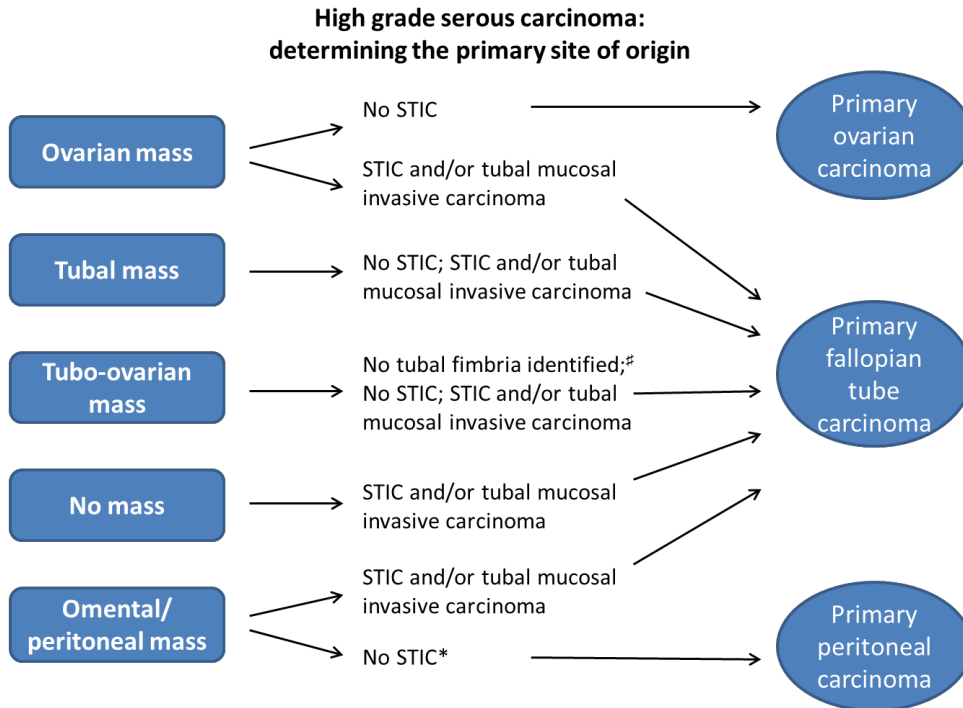 High grade serous carcinoma:
determining the primary site of origin
Ovarian mass
No STIC
STIC and/or tubal mucosal
invasive carcinoma
Primary
ovarian
carcinoma
Tubal mass
No STIC; STIC and/or tubal
mucosal invasive carcinoma
Tubo-ovarian
mass
No tubal fimbria identified;♯
No STIC; STIC and/or tubal
mucosal invasive carcinoma
Primary
fallopian
tube
carcinoma
No mass
STIC and/or tubal mucosal
invasive carcinoma
Omental/
peritoneal mass
STIC and/or tubal mucosal
invasive carcinoma
No STIC*
Primary
peritoneal
carcinoma